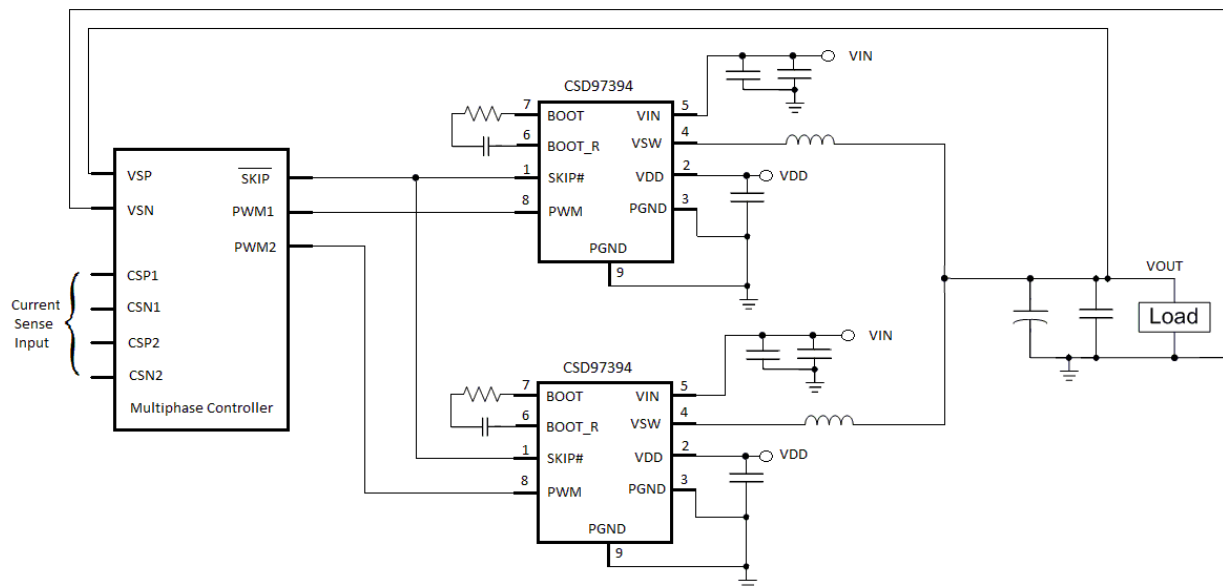 VIN
CSD97394
7
BOOT
VIN
5
6
BOOT_R
VSW
4
1
SKIP#
VDD
2
VDD
8
PWM
PGND
3
PGND
9
VSP
SKIP
VSN
PWM1
PWM2
CSP1
CSN1
CSP2
CSN2
Current
Sense
Input
Multiphase Controller
VOUT
Load
VIN
CSD97394
7
BOOT
VIN
5
6
BOOT_R
VSW
4
1
SKIP#
VDD
2
VDD
8
PWM
PGND
3
PGND
9